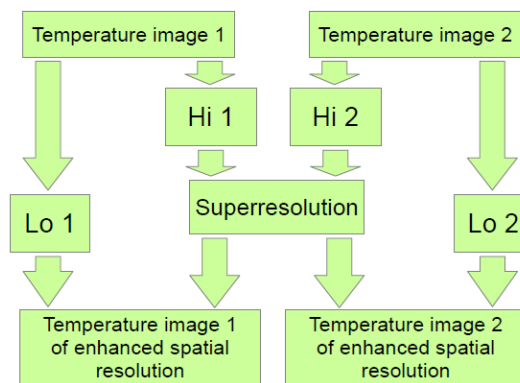 Temperature image 1
Temperature image 2
Hi 1
Hi 2
Superresolution
Lo 1
Lo 2
Temperature image 1
of enhanced spatial
resolution
Temperature image 2
of enhanced spatial
resolution